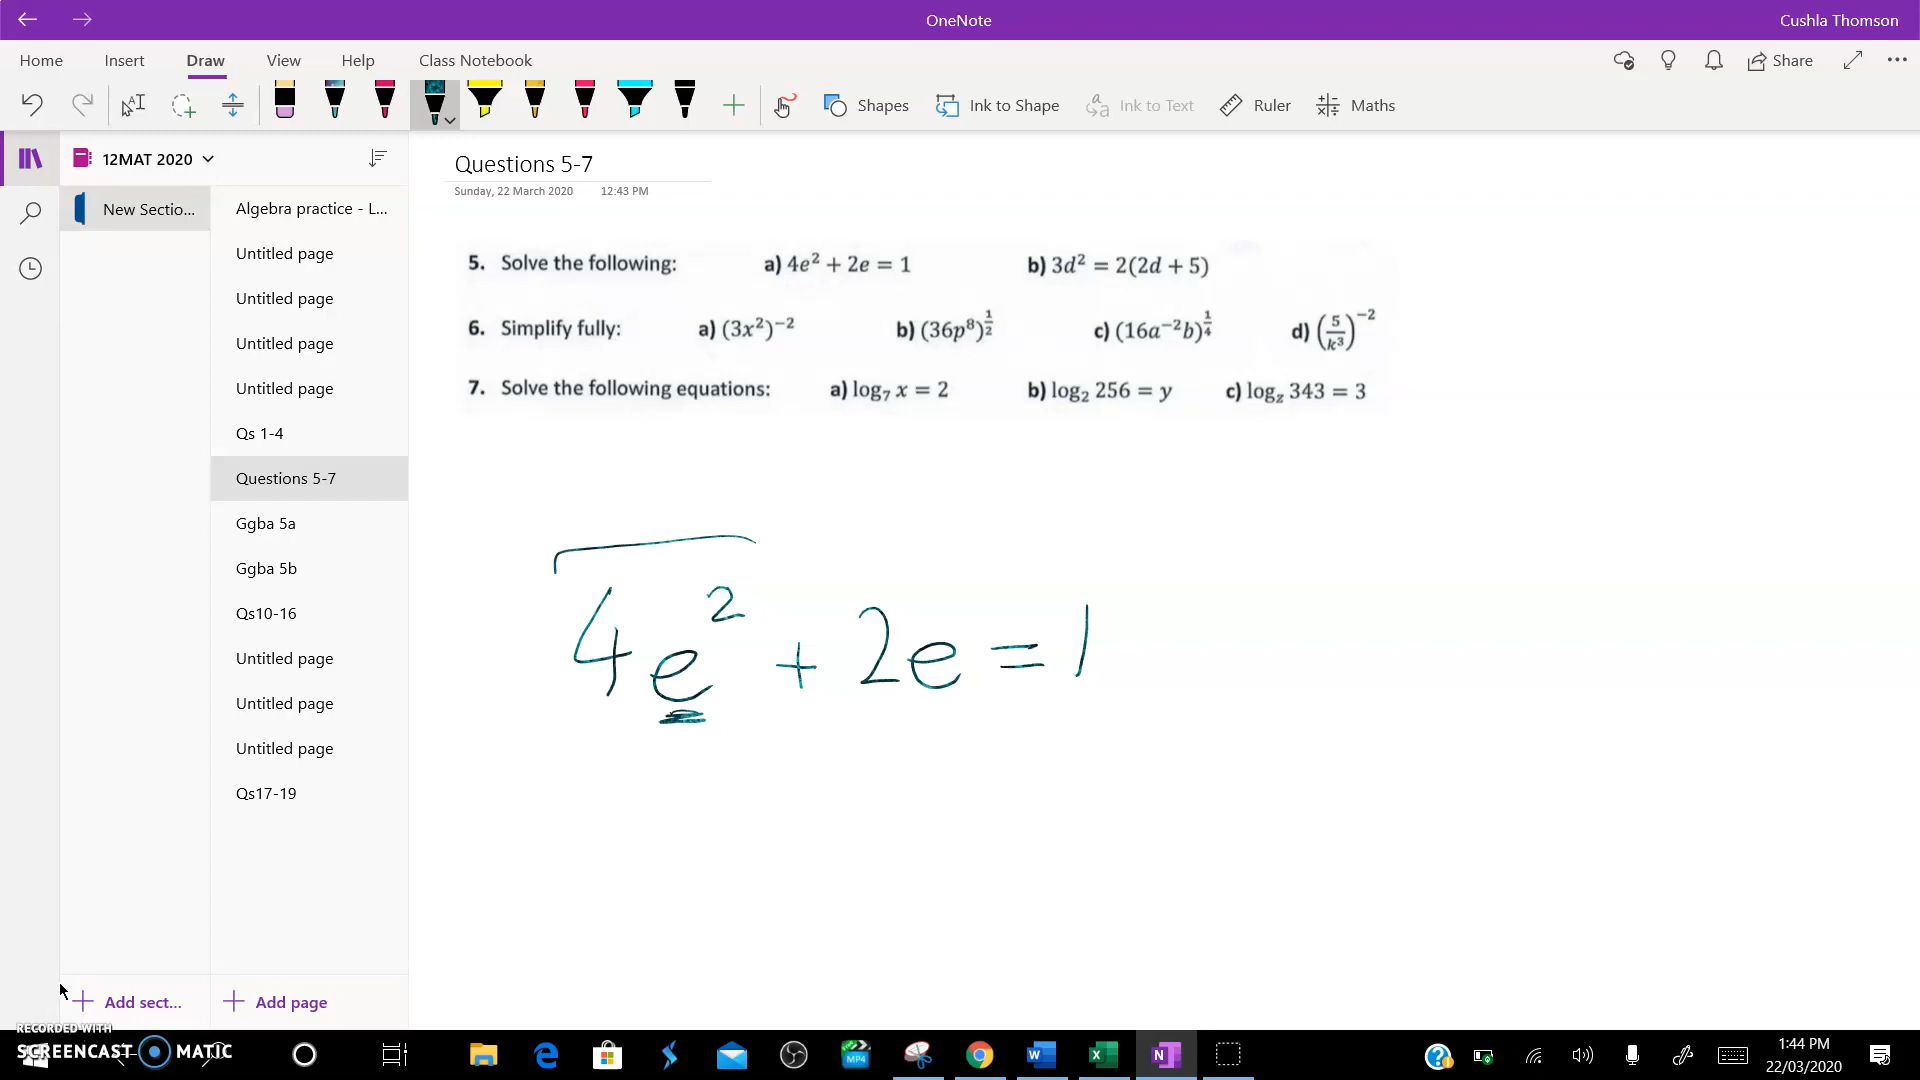 OneNote
Cushla Thomson
Home Insert Draw View Help Class Notebook
Share
Shapes Ink to Shape Ink to Text Ruler Maths
12MAT 2020
New Sectio...
Algebra practice - L...
Untitled page
Untitled page
Untitled page
Untitled page
Qs 1-4
Questions 5-7
Ggba 5a
Ggba 5b
Qs10-16
Untitled page
Untitled page
Untitled page
Qs17-19
Add sect...
Add page
Questions 5-7
Sunday, 22 March 2020 12:43 PM
5. Solve the following: a) 4e² + 2e = 1 b) 3d² = 2(2d + 5)
6. Simplify fully: a) (3x²)⁻² b) (36p⁸)^½ c) (16a⁻²b)^¼ d) (5/k³)⁻²
7. Solve the following equations: a) log₇ x = 2 b) log₂ 256 = y c) log_z 343 = 3
4e² + 2e = 1
RECORDED WITH
SCREENCAST MATIC
MP4
1:44 PM
22/03/2020